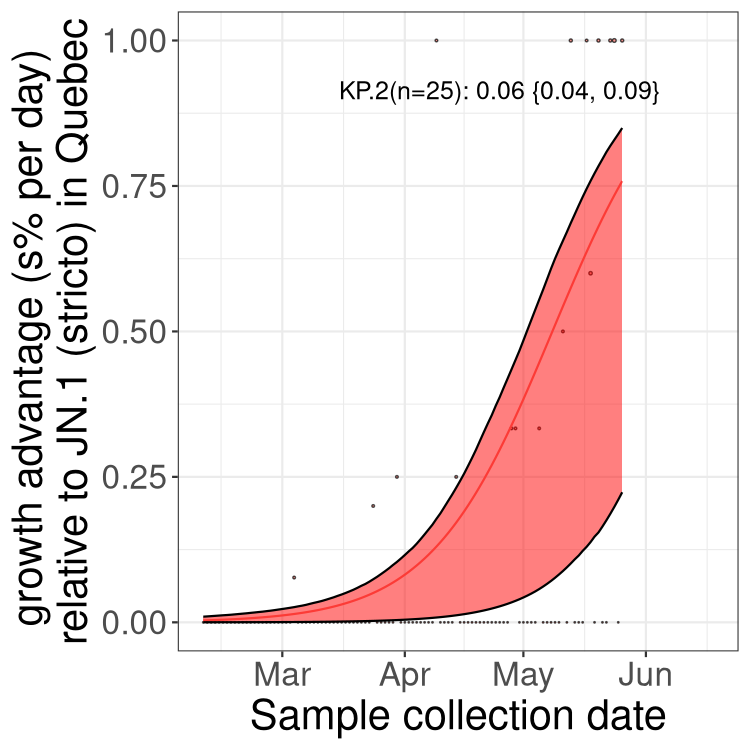 growth advantage (s% per day)
relative to JN.1 (stricto) in Quebec
1.00
0.75
0.50
0.25
0.00
KP.2(n=25): 0.06 {0.04, 0.09}
Mar Apr May Jun
Sample collection date